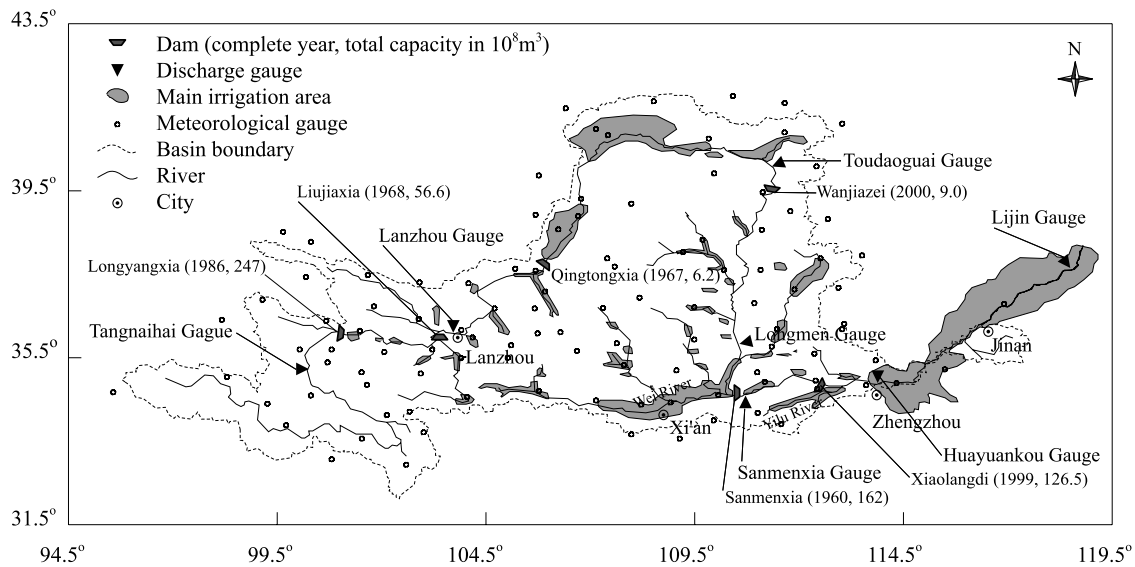 43.5°
39.5°
35.5°
31.5°
94.5°
99.5°
104.5°
109.5°
114.5°
119.5°
N
Dam (complete year, total capacity in 10⁸m³)
Discharge gauge
Main irrigation area
Meteorological gauge
Basin boundary
River
City
Liujiaxia (1968, 56.6)
Lanzhou Gauge
Longyangxia (1986, 247)
Tangnaihai Gague
Lanzhou
Qingtongxia (1967, 6.2)
Toudaoguai Gauge
Wanjiazei (2000, 9.0)
Lijin Gauge
Longmen Gauge
Jinan
Wei River
Xi'an
Yilu River
Zhengzhou
Huayuankou Gauge
Sanmenxia Gauge
Xiaolangdi (1999, 126.5)
Sanmenxia (1960, 162)